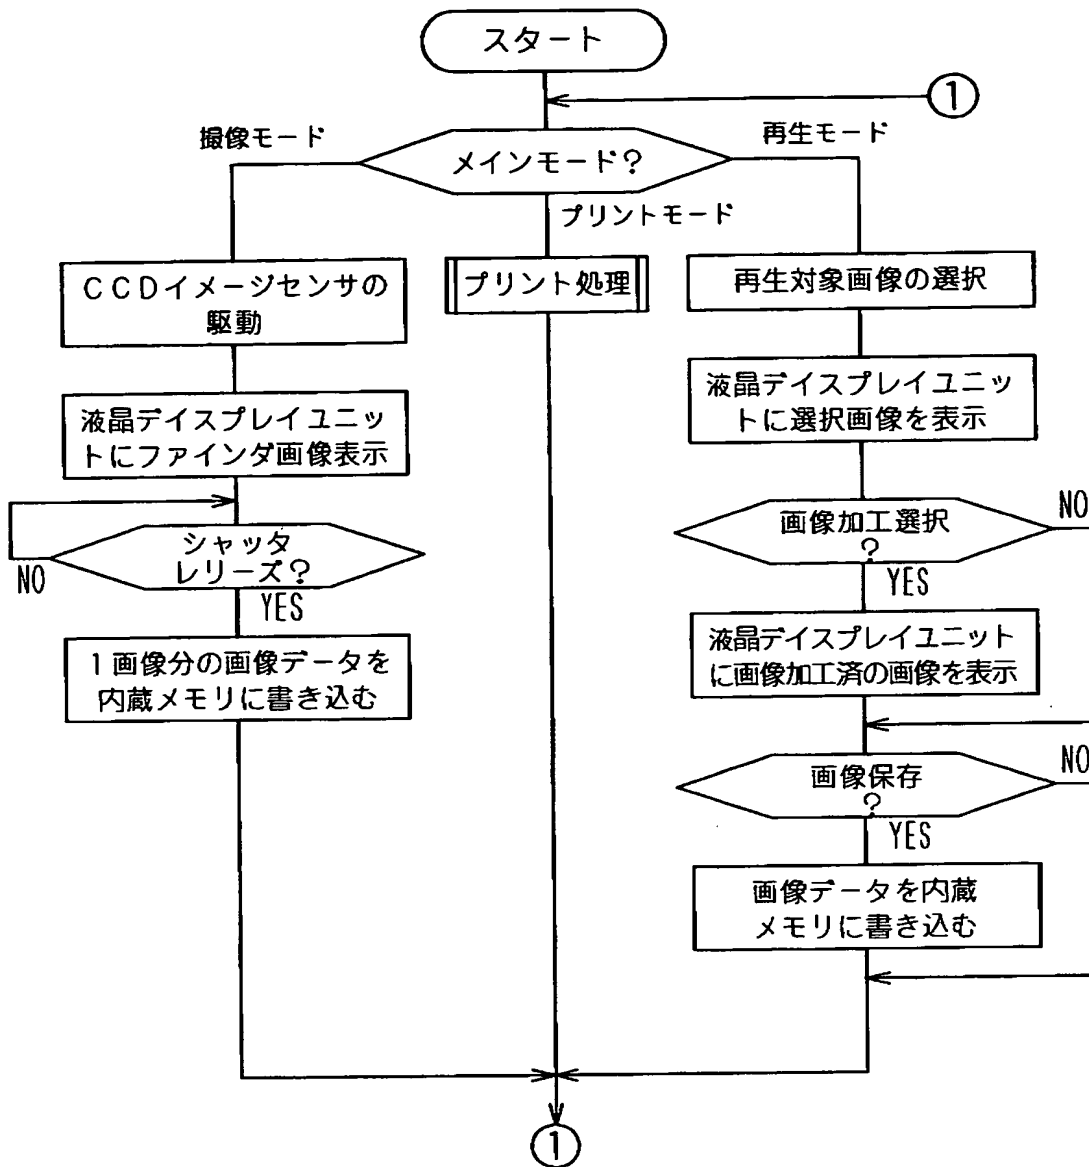 スタート
①
撮像モード
再生モード
メインモード?
プリントモード
CCDイメージセンサの
駆動
プリント処理
再生対象画像の選択
液晶デイスプレイユニッ
トにファインダ画像表示
液晶デイスプレイユニッ
トに選択画像を表示
シャッタ
レリーズ?
NO
YES
画像加工選択
?
NO
YES
1画像分の画像データを
内蔵メモリに書き込む
液晶デイスプレイユニット
に画像加工済の画像を表示
画像保存
?
NO
YES
画像データを内蔵
メモリに書き込む
①